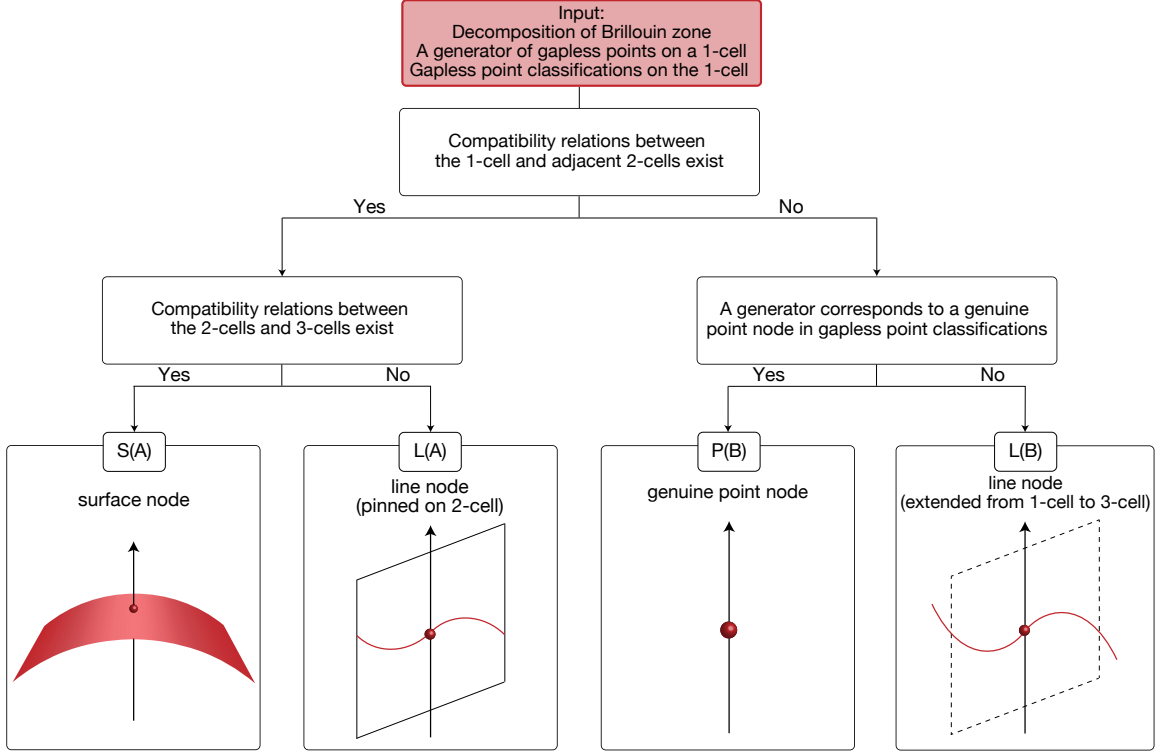 Input:
Decomposition of Brillouin zone
A generator of gapless points on a 1-cell
Gapless point classifications on the 1-cell
Compatibility relations between
the 1-cell and adjacent 2-cells exist
Yes
No
Compatibility relations between
the 2-cells and 3-cells exist
A generator corresponds to a genuine
point node in gapless point classifications
Yes
No
Yes
No
S(A)
surface node
L(A)
line node
(pinned on 2-cell)
P(B)
genuine point node
L(B)
line node
(extended from 1-cell to 3-cell)